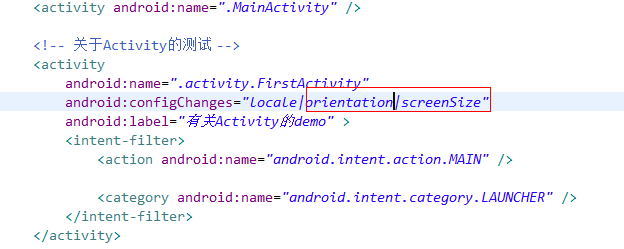 <activity android:name=".MainActivity" />
<!-- 关于Activity的测试 -->
<activity
android:name=".activity.FirstActivity"
android:configChanges="locale|orientation|screenSize"
android:label="有关Activity的demo" >
<intent-filter>
<action android:name="android.intent.action.MAIN" />
<category android:name="android.intent.category.LAUNCHER" />
</intent-filter>
</activity>